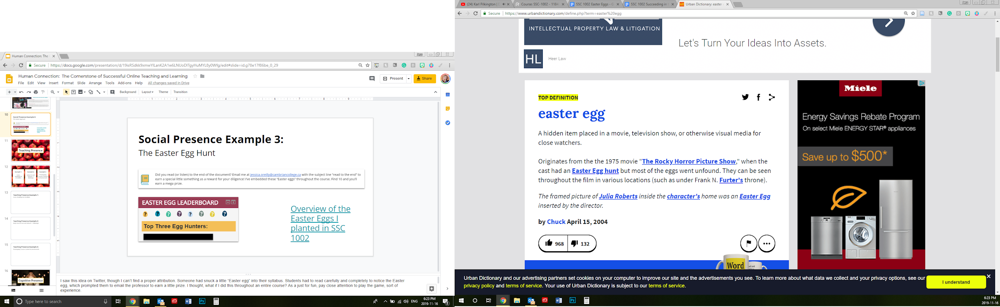 Human Connection: The
Jess
Secure https://docs.google.com/presentation/d/19isRSdkk9xmwYlLanK2A1w6LNUoDlTgyHuMYL8y0Wfg/edit#slide=id.g78e17f86be_0_29
Human Connection: The Cornerstone of Successful Online Teaching and Learning
File Edit View Insert Format Slide Arrange Tools Add-ons Help All changes saved in Drive
Present
Share
Background Layout Theme Transition
1 2 3 4 5 6 7 8 9
10
Social Presence Example 3:
The Easter Egg Hunt
11
Teaching Presence
12
13
Teaching Presence Example 1:
14
Teaching Presence Example 2:
15
Teaching Presence Example 3:
16
Cognitive Presence
Social Presence Example 3:
The Easter Egg Hunt
Did you read (or listen) to the end of the document? Email me at jessica.oreilly@cambriancollege.ca with the subject line "read to the end" to
earn a special little something as a reward for your diligence! I've embedded these "Easter eggs" throughout the course. Find 10 and you'll
earn a mega prize.
EASTER EGG LEADERBOARD
? ? ? ? ? ? ? ?
Top Three Egg Hunters:
Overview of the
Easter Eggs I
planted in SSC
1002
I saw this idea on Twitter, though I can't find a proper attribution. Someone had snuck a little "Easter egg" into their syllabus. Students had to read carefully and completely to notice the Easter
egg, which prompted them to email the professor to earn a little prize. I thought, what if I did this throughout an entire course? As a just for fun, pay close attention to play the game, sort of
experience.
Type here to search
ENG
6:23 PM
2019-11-16
2
(24) Karl Pilkington |
Course: SSC-1002 - 1184
SSC 1002 Easter Eggs - G
SSC 1002 Succeeding in
Urban Dictionary: easter
Jess
Secure https://www.urbandictionary.com/define.php?term=easter%20egg
INTELLECTUAL PROPERTY LAW & LITIGATION
Let's Turn Your Ideas Into Assets.
HL
Heer Law
TOP DEFINITION
easter egg
A hidden item placed in a movie, television show, or otherwise visual media for
close watchers.
Originates from the the 1975 movie "The Rocky Horror Picture Show," when the
cast had an Easter Egg hunt but most of the eggs went unfound. They can be seen
throughout the film in various locations (such as under Frank N. Furter's throne).
The framed picture of Julia Roberts inside the character's home was an Easter Egg
inserted by the director.
by Chuck April 15, 2004
968 132
Word
Miele
Energy Savings Rebate Program
On select Miele ENERGY STAR® appliances
Save up to $500*
Urban Dictionary and our advertising partners set cookies on your computer to improve our site and the advertisements you see. To learn more about what data we collect and your privacy options, see our
privacy policy and terms of service. Your use of Urban Dictionary is subject to our terms of service.
I understand
6:23 PM
2019-11-16